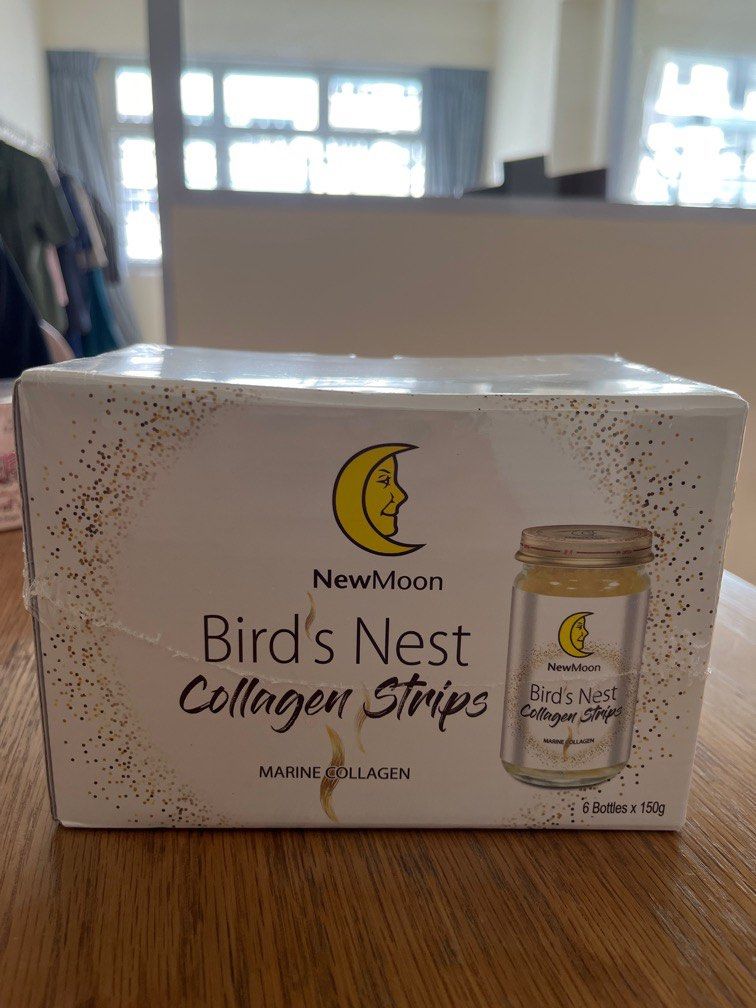 NewMoon
Bird's Nest
Collagen Strips
MARINE COLLAGEN
NewMoon
Bird's Nest
Collagen Strips
MARINE COLLAGEN
6 Bottles x 150g